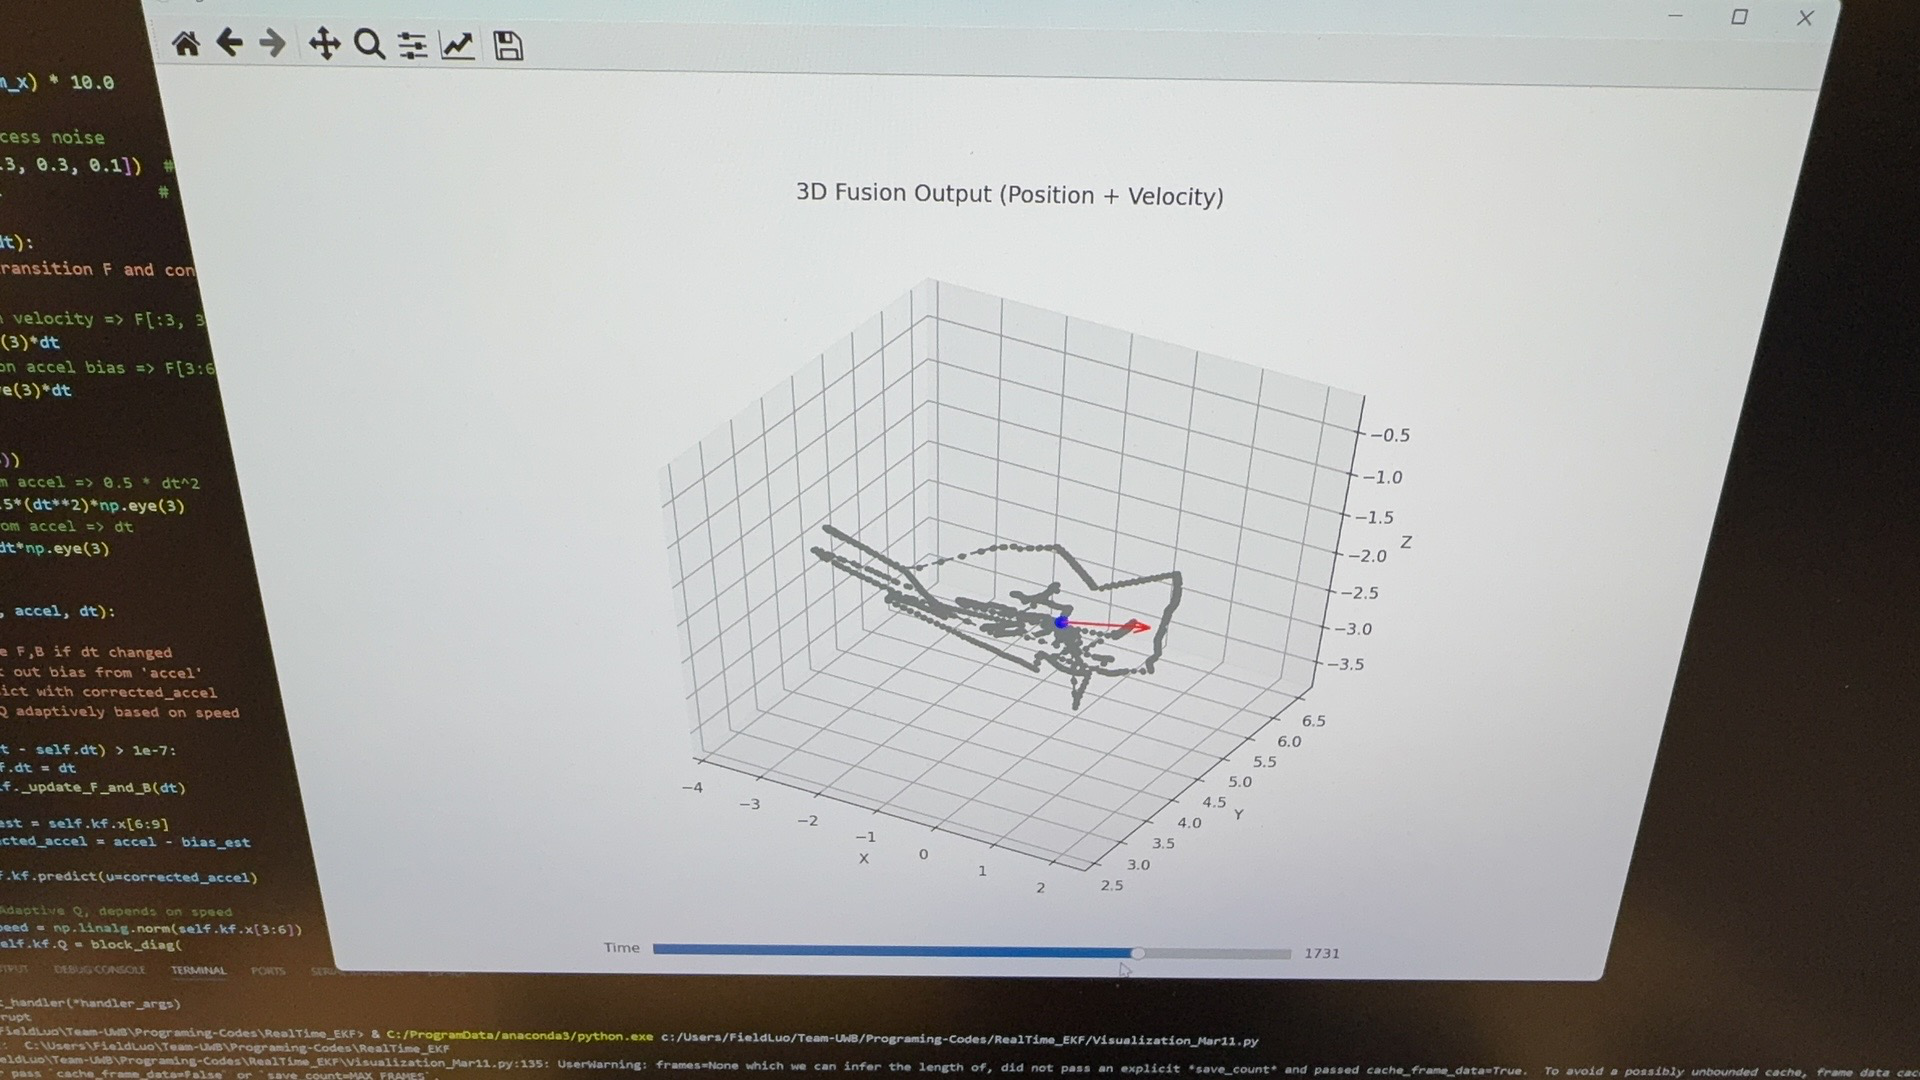 m_x) * 10.0
cess noise
.3, 0.3, 0.1]) #
#
dt):
ransition F and con
velocity => F[:3, 3
(3)*dt
on accel bias => F[3:6
e(3)*dt
))
m accel => 0.5 * dt^2
.5*(dt**2)*np.eye(3)
om accel => dt
dt*np.eye(3)
, accel, dt):
e F,B if dt changed
t out bias from 'accel'
ict with corrected_accel
Q adaptively based on speed
t - self.dt) > 1e-7:
f.dt = dt
f._update_F_and_B(dt)
est = self.kf.x[6:9]
cted_accel = accel - bias_est
f.kf.predict(u=corrected_accel)
Adaptive Q, depends on speed
peed = np.linalg.norm(self.kf.x[3:6])
elf.kf.Q = block_diag(
3D Fusion Output (Position + Velocity)
−0.5
−1.0
−1.5
−2.0
Z
−2.5
−3.0
−3.5
6.5
6.0
5.5
5.0
4.5
Y
4.0
3.5
3.0
2.5
−4
−3
−2
−1
X
0
1
2
Time
1731
TPUT DEBUG CONSOLE TERMINAL PORTS
t_handler(*handler_args)
rupt
FieldLuo\Team-UWB\Programing-Codes\RealTime_EKF> & C:/ProgramData/anaconda3/python.exe c:/Users/FieldLuo/Team-UWB/Programing-Codes/RealTime_EKF/Visualization_Mar11.py
: C:\Users\FieldLuo\Team-UWB\Programing-Codes\RealTime_EKF
eldLuo\Team-UWB\Programing-Codes\RealTime_EKF\Visualization_Mar11.py:135: UserWarning: frames=None which we can infer the length of, did not pass an explicit *save_count* and passed cache_frame_data=True. To avoid a possibly unbounded cache, frame data cac
r pass `cache_frame_data=False` or `save_count=MAX_FRAMES`.